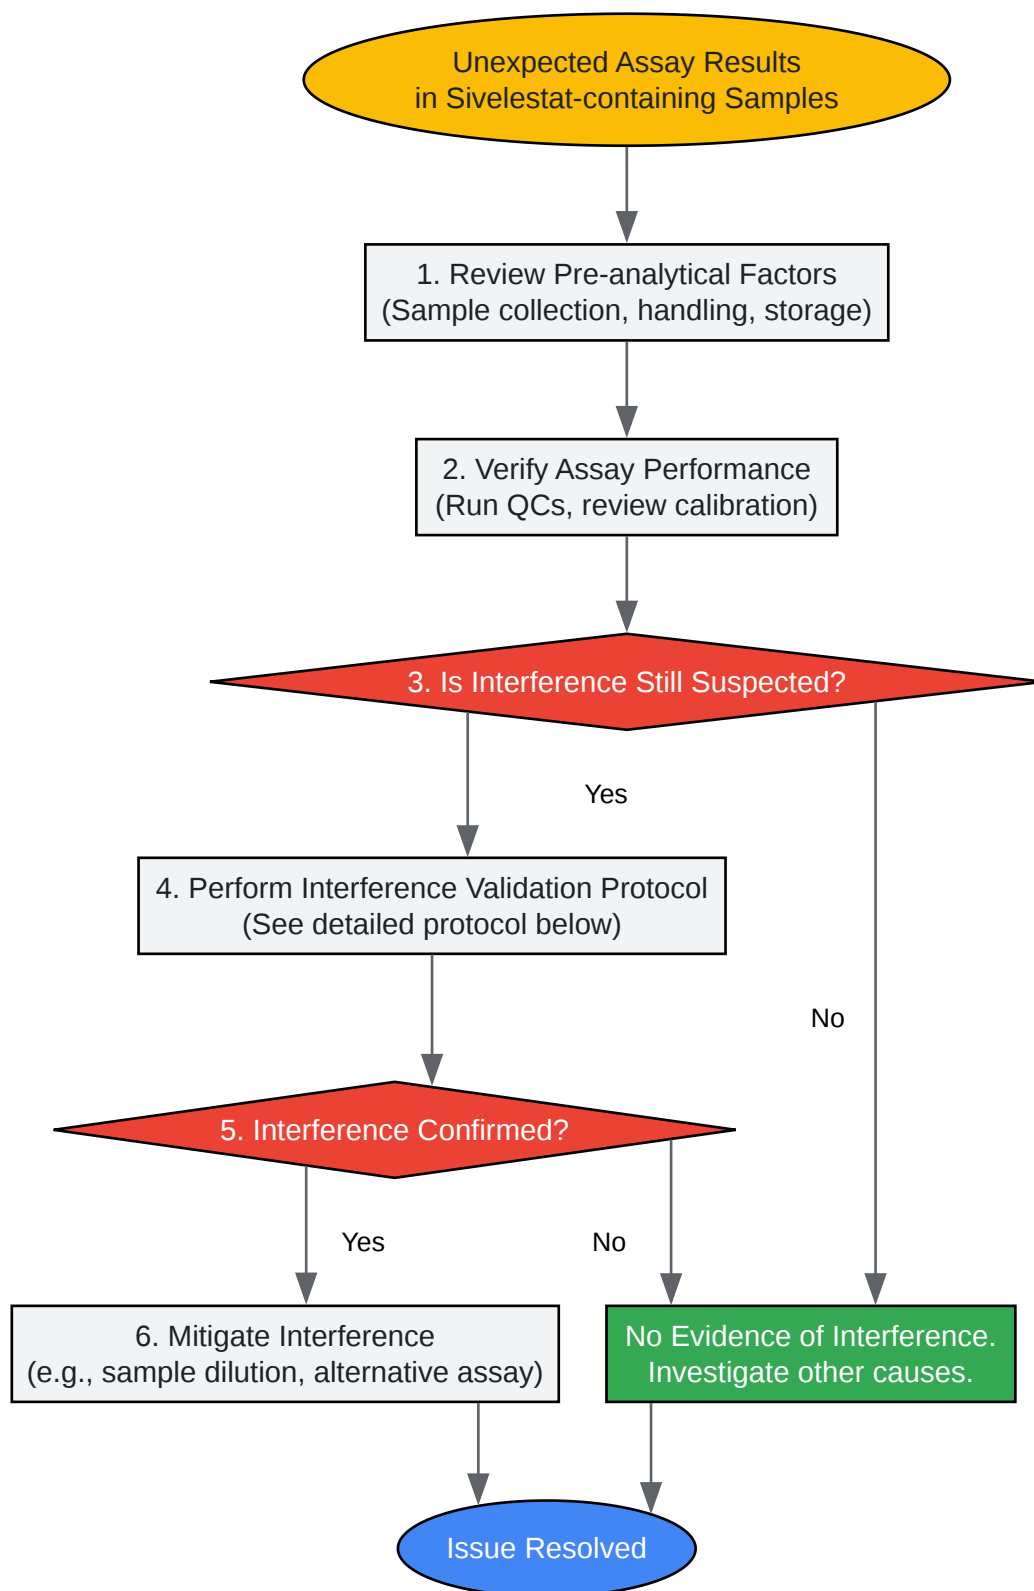 Unexpected Assay Results
in Sivelestat-containing Samples
1. Review Pre-analytical Factors
(Sample collection, handling, storage)
2. Verify Assay Performance
(Run QCs, review calibration)
3. Is Interference Still Suspected?
Yes
4. Perform Interference Validation Protocol
(See detailed protocol below)
No
5. Interference Confirmed?
Yes
No
6. Mitigate Interference
(e.g., sample dilution, alternative assay)
No Evidence of Interference.
Investigate other causes.
Issue Resolved